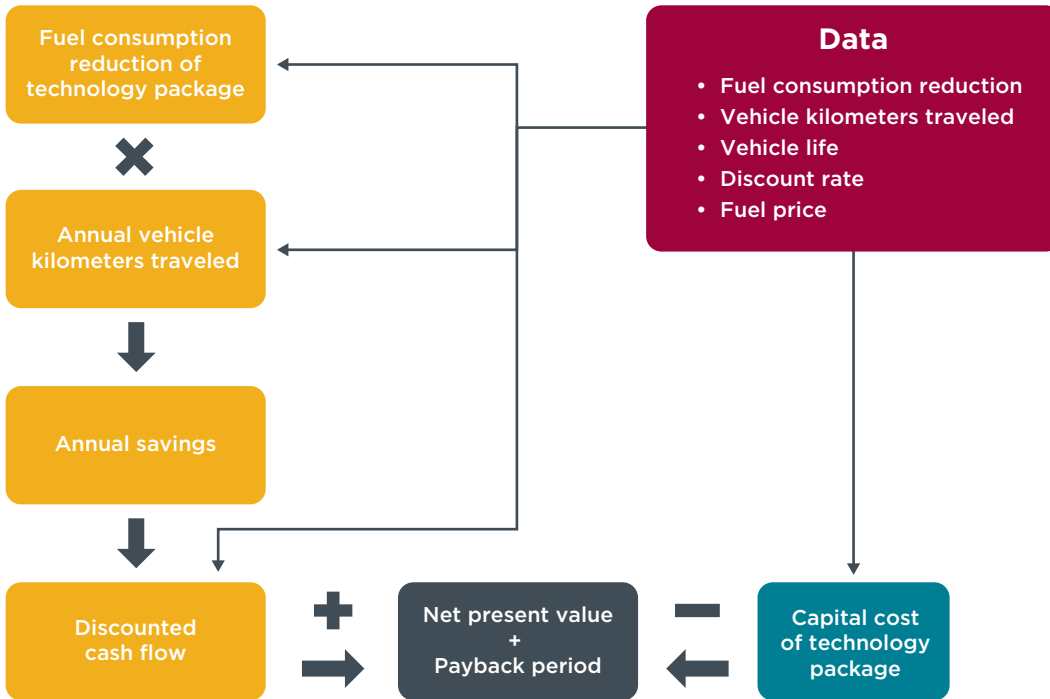 Fuel consumption
reduction of
technology package
Annual vehicle
kilometers traveled
Annual savings
Discounted
cash flow
Data
• Fuel consumption reduction
• Vehicle kilometers traveled
• Vehicle life
• Discount rate
• Fuel price
Net present value
+
Payback period
Capital cost
of technology
package